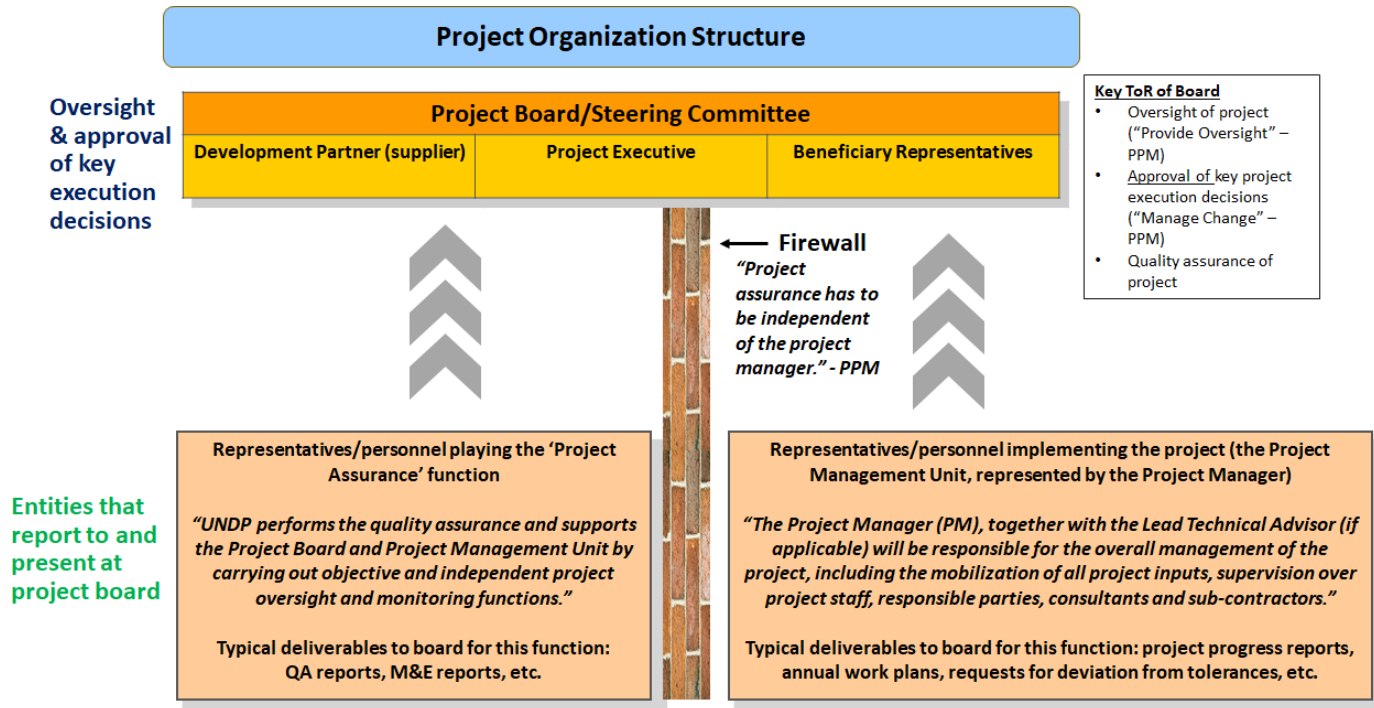 Project Organization Structure
Oversight
& approval
of key
execution
decisions
Project Board/Steering Committee
Development Partner (supplier)
Project Executive
Beneficiary Representatives
Key ToR of Board
• Oversight of project
(“Provide Oversight” –
PPM)
• Approval of key project
execution decisions
(“Manage Change” –
PPM)
• Quality assurance of
project
Firewall
“Project
assurance has to
be independent
of the project
manager.” - PPM
Entities that
report to and
present at
project board
Representatives/personnel playing the ‘Project
Assurance’ function
“UNDP performs the quality assurance and supports
the Project Board and Project Management Unit by
carrying out objective and independent project
oversight and monitoring functions.”
Typical deliverables to board for this function:
QA reports, M&E reports, etc.
Representatives/personnel implementing the project (the Project
Management Unit, represented by the Project Manager)
“The Project Manager (PM), together with the Lead Technical Advisor (if
applicable) will be responsible for the overall management of the
project, including the mobilization of all project inputs, supervision over
project staff, responsible parties, consultants and sub-contractors.”
Typical deliverables to board for this function: project progress reports,
annual work plans, requests for deviation from tolerances, etc.